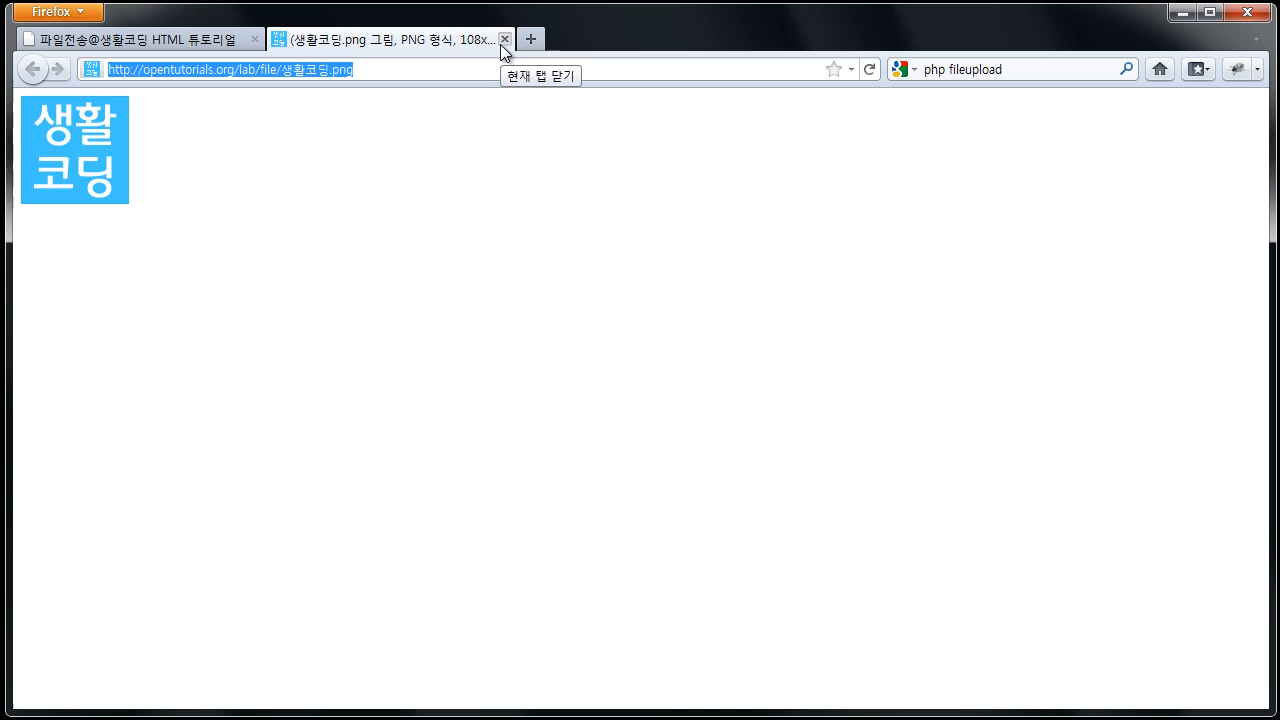 Firefox
파일전송@생활코딩 HTML 튜토리얼
(생활코딩.png 그림, PNG 형식, 108x...
http://opentutorials.org/lab/file/생활코딩.png
php fileupload
현재 탭 닫기
생활
코딩